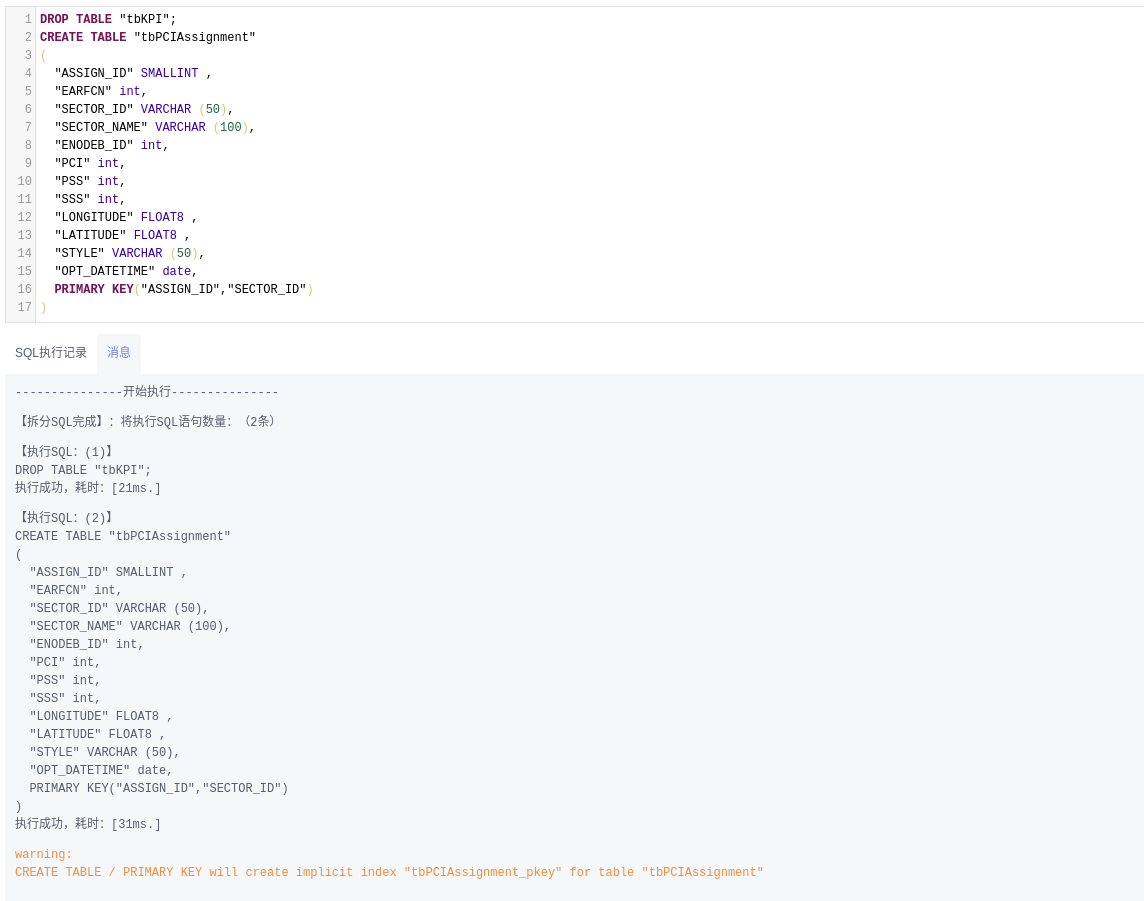 1 DROP TABLE "tbKPI";
2 CREATE TABLE "tbPCIAssignment"
3 (
4   "ASSIGN_ID" SMALLINT ,
5   "EARFCN" int,
6   "SECTOR_ID" VARCHAR (50),
7   "SECTOR_NAME" VARCHAR (100),
8   "ENODEB_ID" int,
9   "PCI" int,
10   "PSS" int,
11   "SSS" int,
12   "LONGITUDE" FLOAT8 ,
13   "LATITUDE" FLOAT8 ,
14   "STYLE" VARCHAR (50),
15   "OPT_DATETIME" date,
16   PRIMARY KEY("ASSIGN_ID","SECTOR_ID")
17 )
SQL执行记录 消息
---------------开始执行---------------
【拆分SQL完成】：将执行SQL语句数量：（2条）
【执行SQL：(1)】
DROP TABLE "tbKPI";
执行成功，耗时：[21ms.]
【执行SQL：(2)】
CREATE TABLE "tbPCIAssignment"
(
  "ASSIGN_ID" SMALLINT ,
  "EARFCN" int,
  "SECTOR_ID" VARCHAR (50),
  "SECTOR_NAME" VARCHAR (100),
  "ENODEB_ID" int,
  "PCI" int,
  "PSS" int,
  "SSS" int,
  "LONGITUDE" FLOAT8 ,
  "LATITUDE" FLOAT8 ,
  "STYLE" VARCHAR (50),
  "OPT_DATETIME" date,
  PRIMARY KEY("ASSIGN_ID","SECTOR_ID")
)
执行成功，耗时：[31ms.]
warning:
CREATE TABLE / PRIMARY KEY will create implicit index "tbPCIAssignment_pkey" for table "tbPCIAssignment"